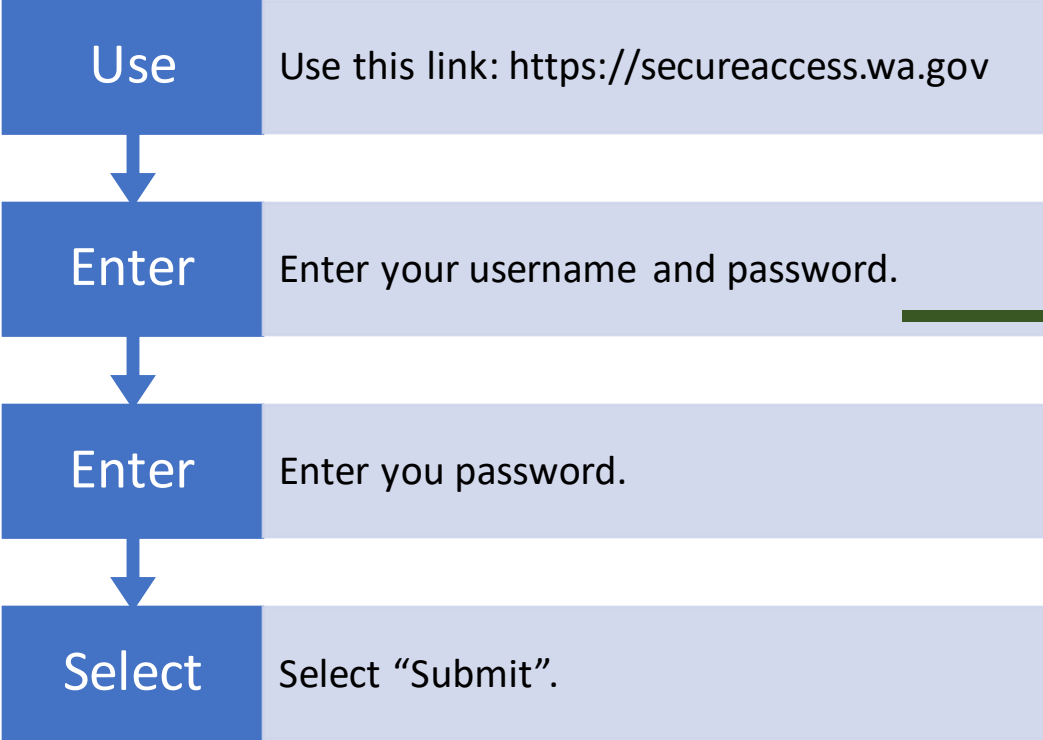 Use
Use this link: https://secureaccess.wa.gov
Enter
Enter your username and password.
Enter
Enter you password.
Select
Select “Submit”.